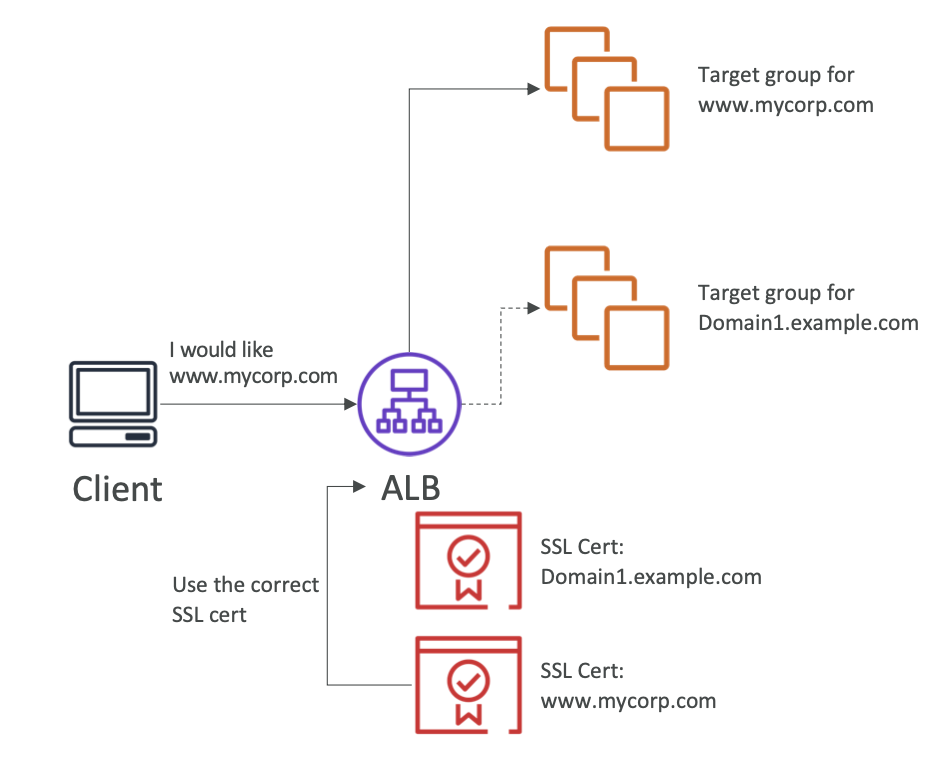 Target group for
www.mycorp.com
Target group for
Domain1.example.com
I would like
www.mycorp.com
Client
ALB
Use the correct
SSL cert
SSL Cert:
Domain1.example.com
SSL Cert:
www.mycorp.com